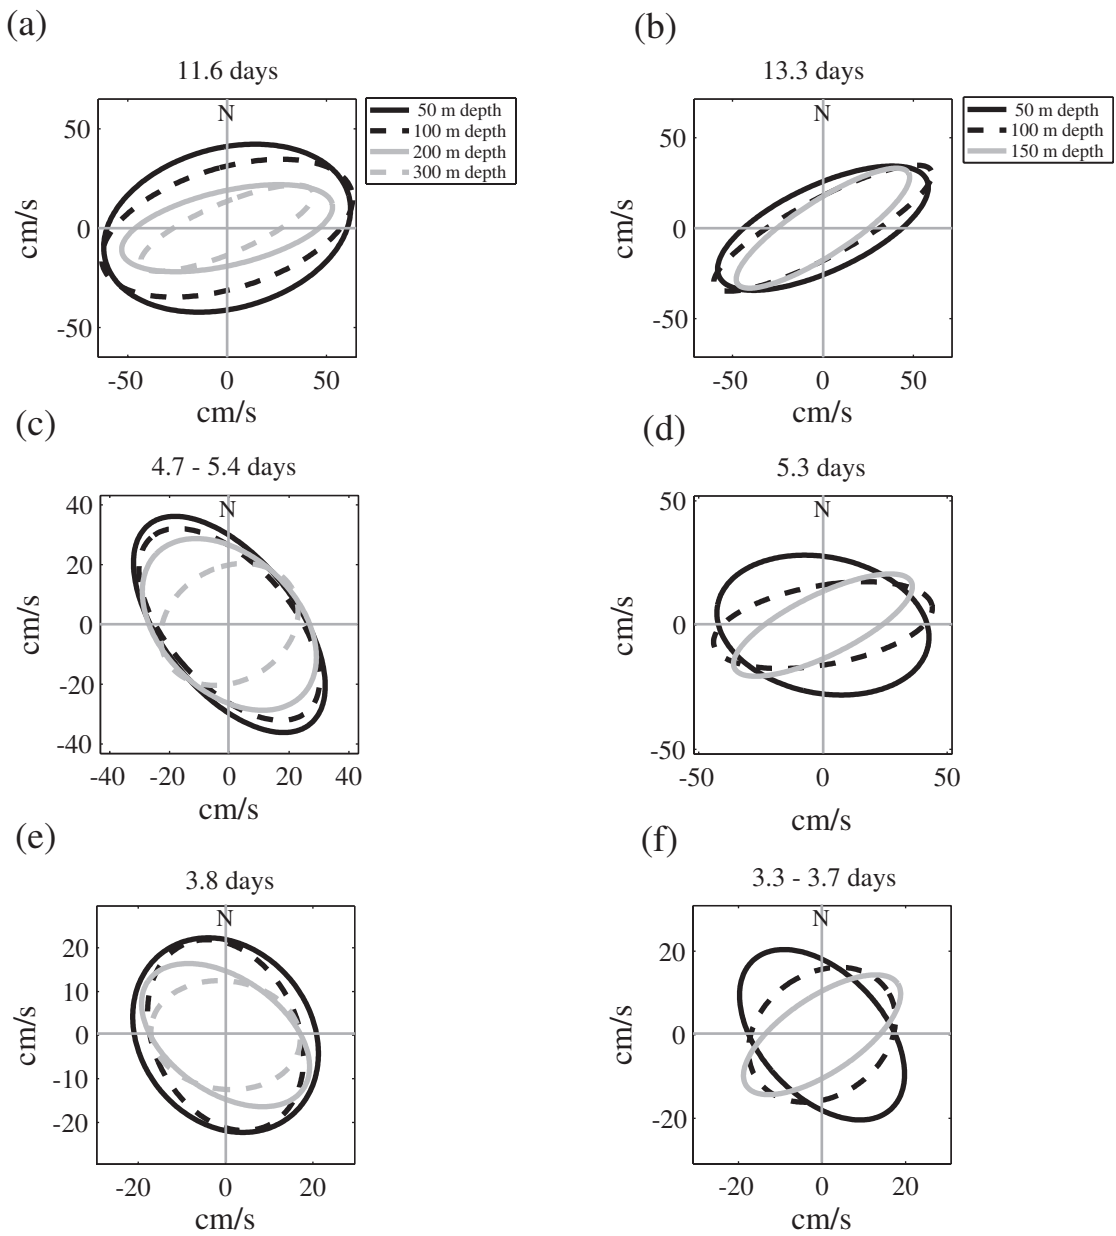 (a)
11.6 days
N
50 m depth
100 m depth
200 m depth
300 m depth
50
0
-50
cm/s
-50 0 50
cm/s
(b)
13.3 days
N
50 m depth
100 m depth
150 m depth
50
0
-50
cm/s
-50 0 50
cm/s
(c)
4.7 - 5.4 days
N
40
20
0
-20
-40
cm/s
-40 -20 0 20 40
cm/s
(d)
5.3 days
N
50
0
-50
cm/s
-50 0 50
cm/s
(e)
3.8 days
N
20
10
0
-10
-20
cm/s
-20 0 20
cm/s
(f)
3.3 - 3.7 days
N
20
0
-20
cm/s
-20 0 20
cm/s